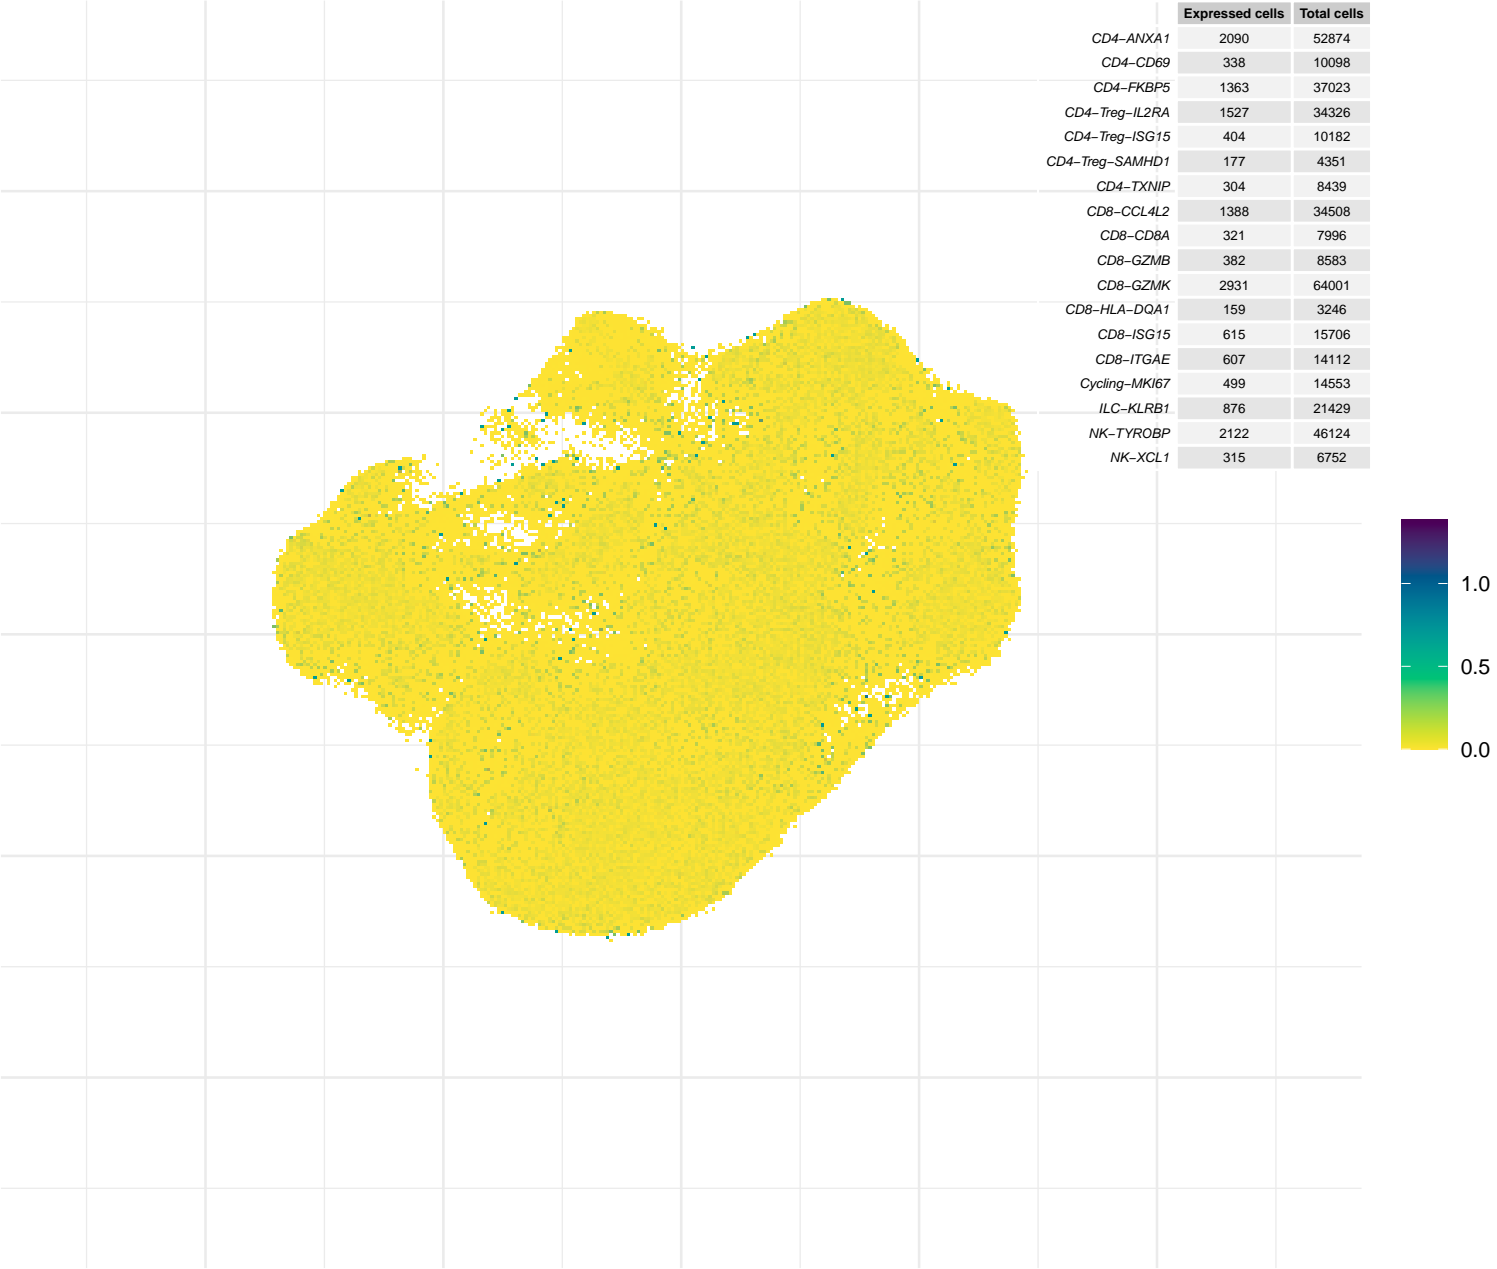 Expressed cells Total cells
CD4−ANXA1 2090 52874
CD4−CD69 338 10098
CD4−FKBP5 1363 37023
CD4−Treg−IL2RA 1527 34326
CD4−Treg−ISG15 404 10182
CD4−Treg−SAMHD1 177 4351
CD4−TXNIP 304 8439
CD8−CCL4L2 1388 34508
CD8−CD8A 321 7996
CD8−GZMB 382 8583
CD8−GZMK 2931 64001
CD8−HLA−DQA1 159 3246
CD8−ISG15 615 15706
CD8−ITGAE 607 14112
Cycling−MKI67 499 14553
ILC−KLRB1 876 21429
NK−TYROBP 2122 46124
NK−XCL1 315 6752
1.0
0.5
0.0